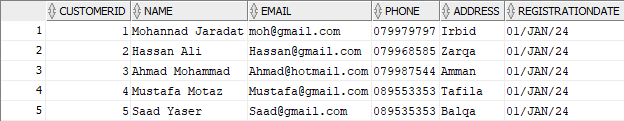 CUSTOMERID NAME EMAIL PHONE ADDRESS REGISTRATIONDATE
1 1 Mohannad Jaradat moh@gmail.com 079979797 Irbid 01/JAN/24
2 2 Hassan Ali Hassan@gmail.com 079968585 Zarqa 01/JAN/24
3 3 Ahmad Mohammad Ahmad@hotmail.com 079987544 Amman 01/JAN/24
4 4 Mustafa Motaz Mustafa@gmail.com 089553353 Tafila 01/JAN/24
5 5 Saad Yaser Saad@gmail.com 089535353 Balqa 01/JAN/24